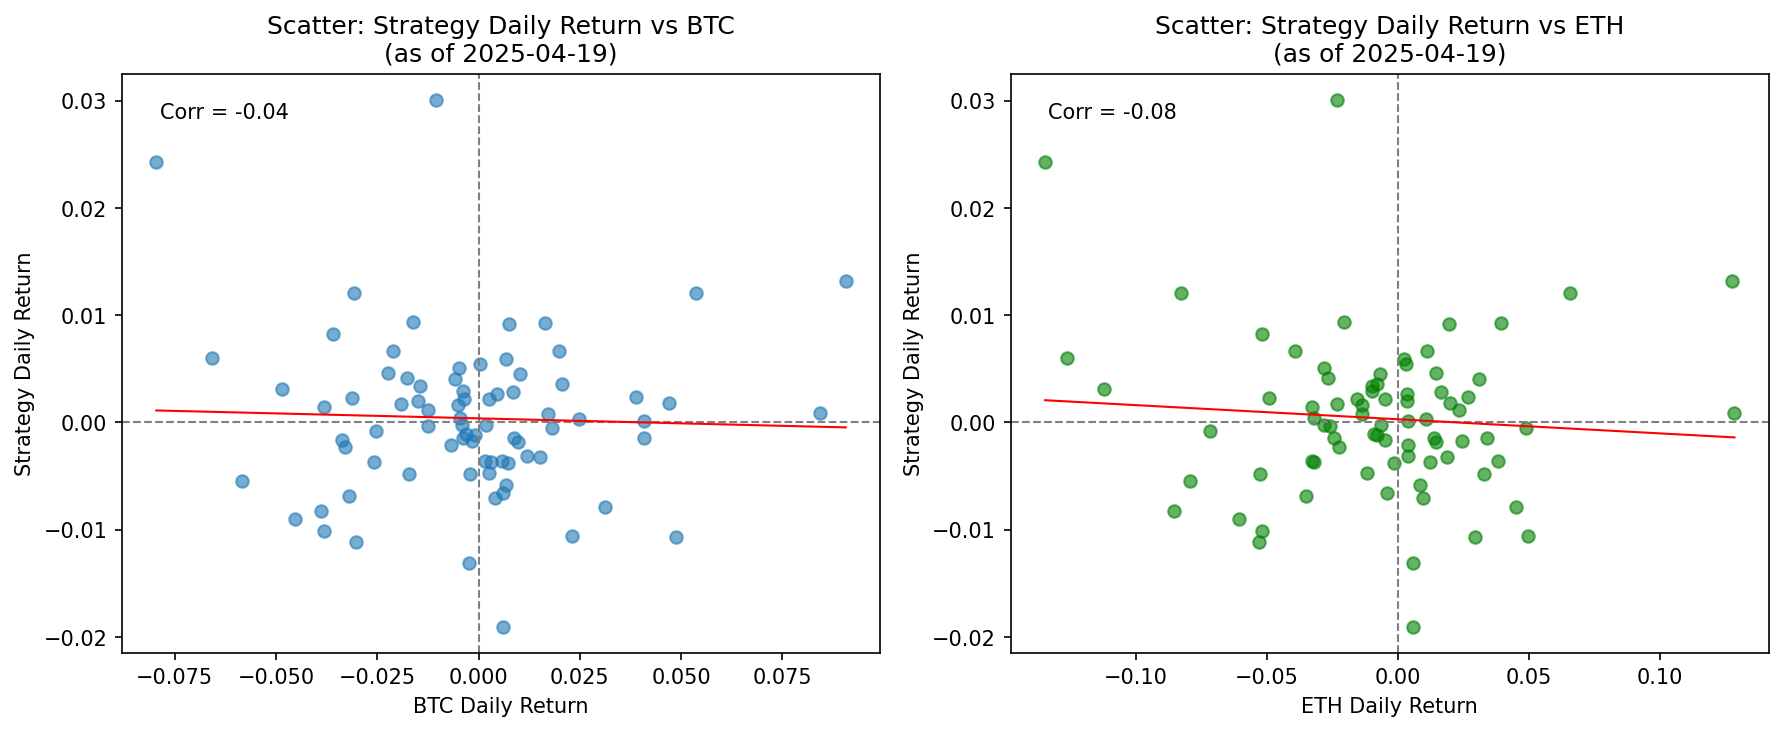 Scatter: Strategy Daily Return vs BTC
(as of 2025-04-19)
Corr = -0.04
0.03
0.02
0.01
0.00
−0.01
−0.02
Strategy Daily Return
−0.075
−0.050
−0.025
0.000
0.025
0.050
0.075
BTC Daily Return
Scatter: Strategy Daily Return vs ETH
(as of 2025-04-19)
Corr = -0.08
0.03
0.02
0.01
0.00
−0.01
−0.02
Strategy Daily Return
−0.10
−0.05
0.00
0.05
0.10
ETH Daily Return